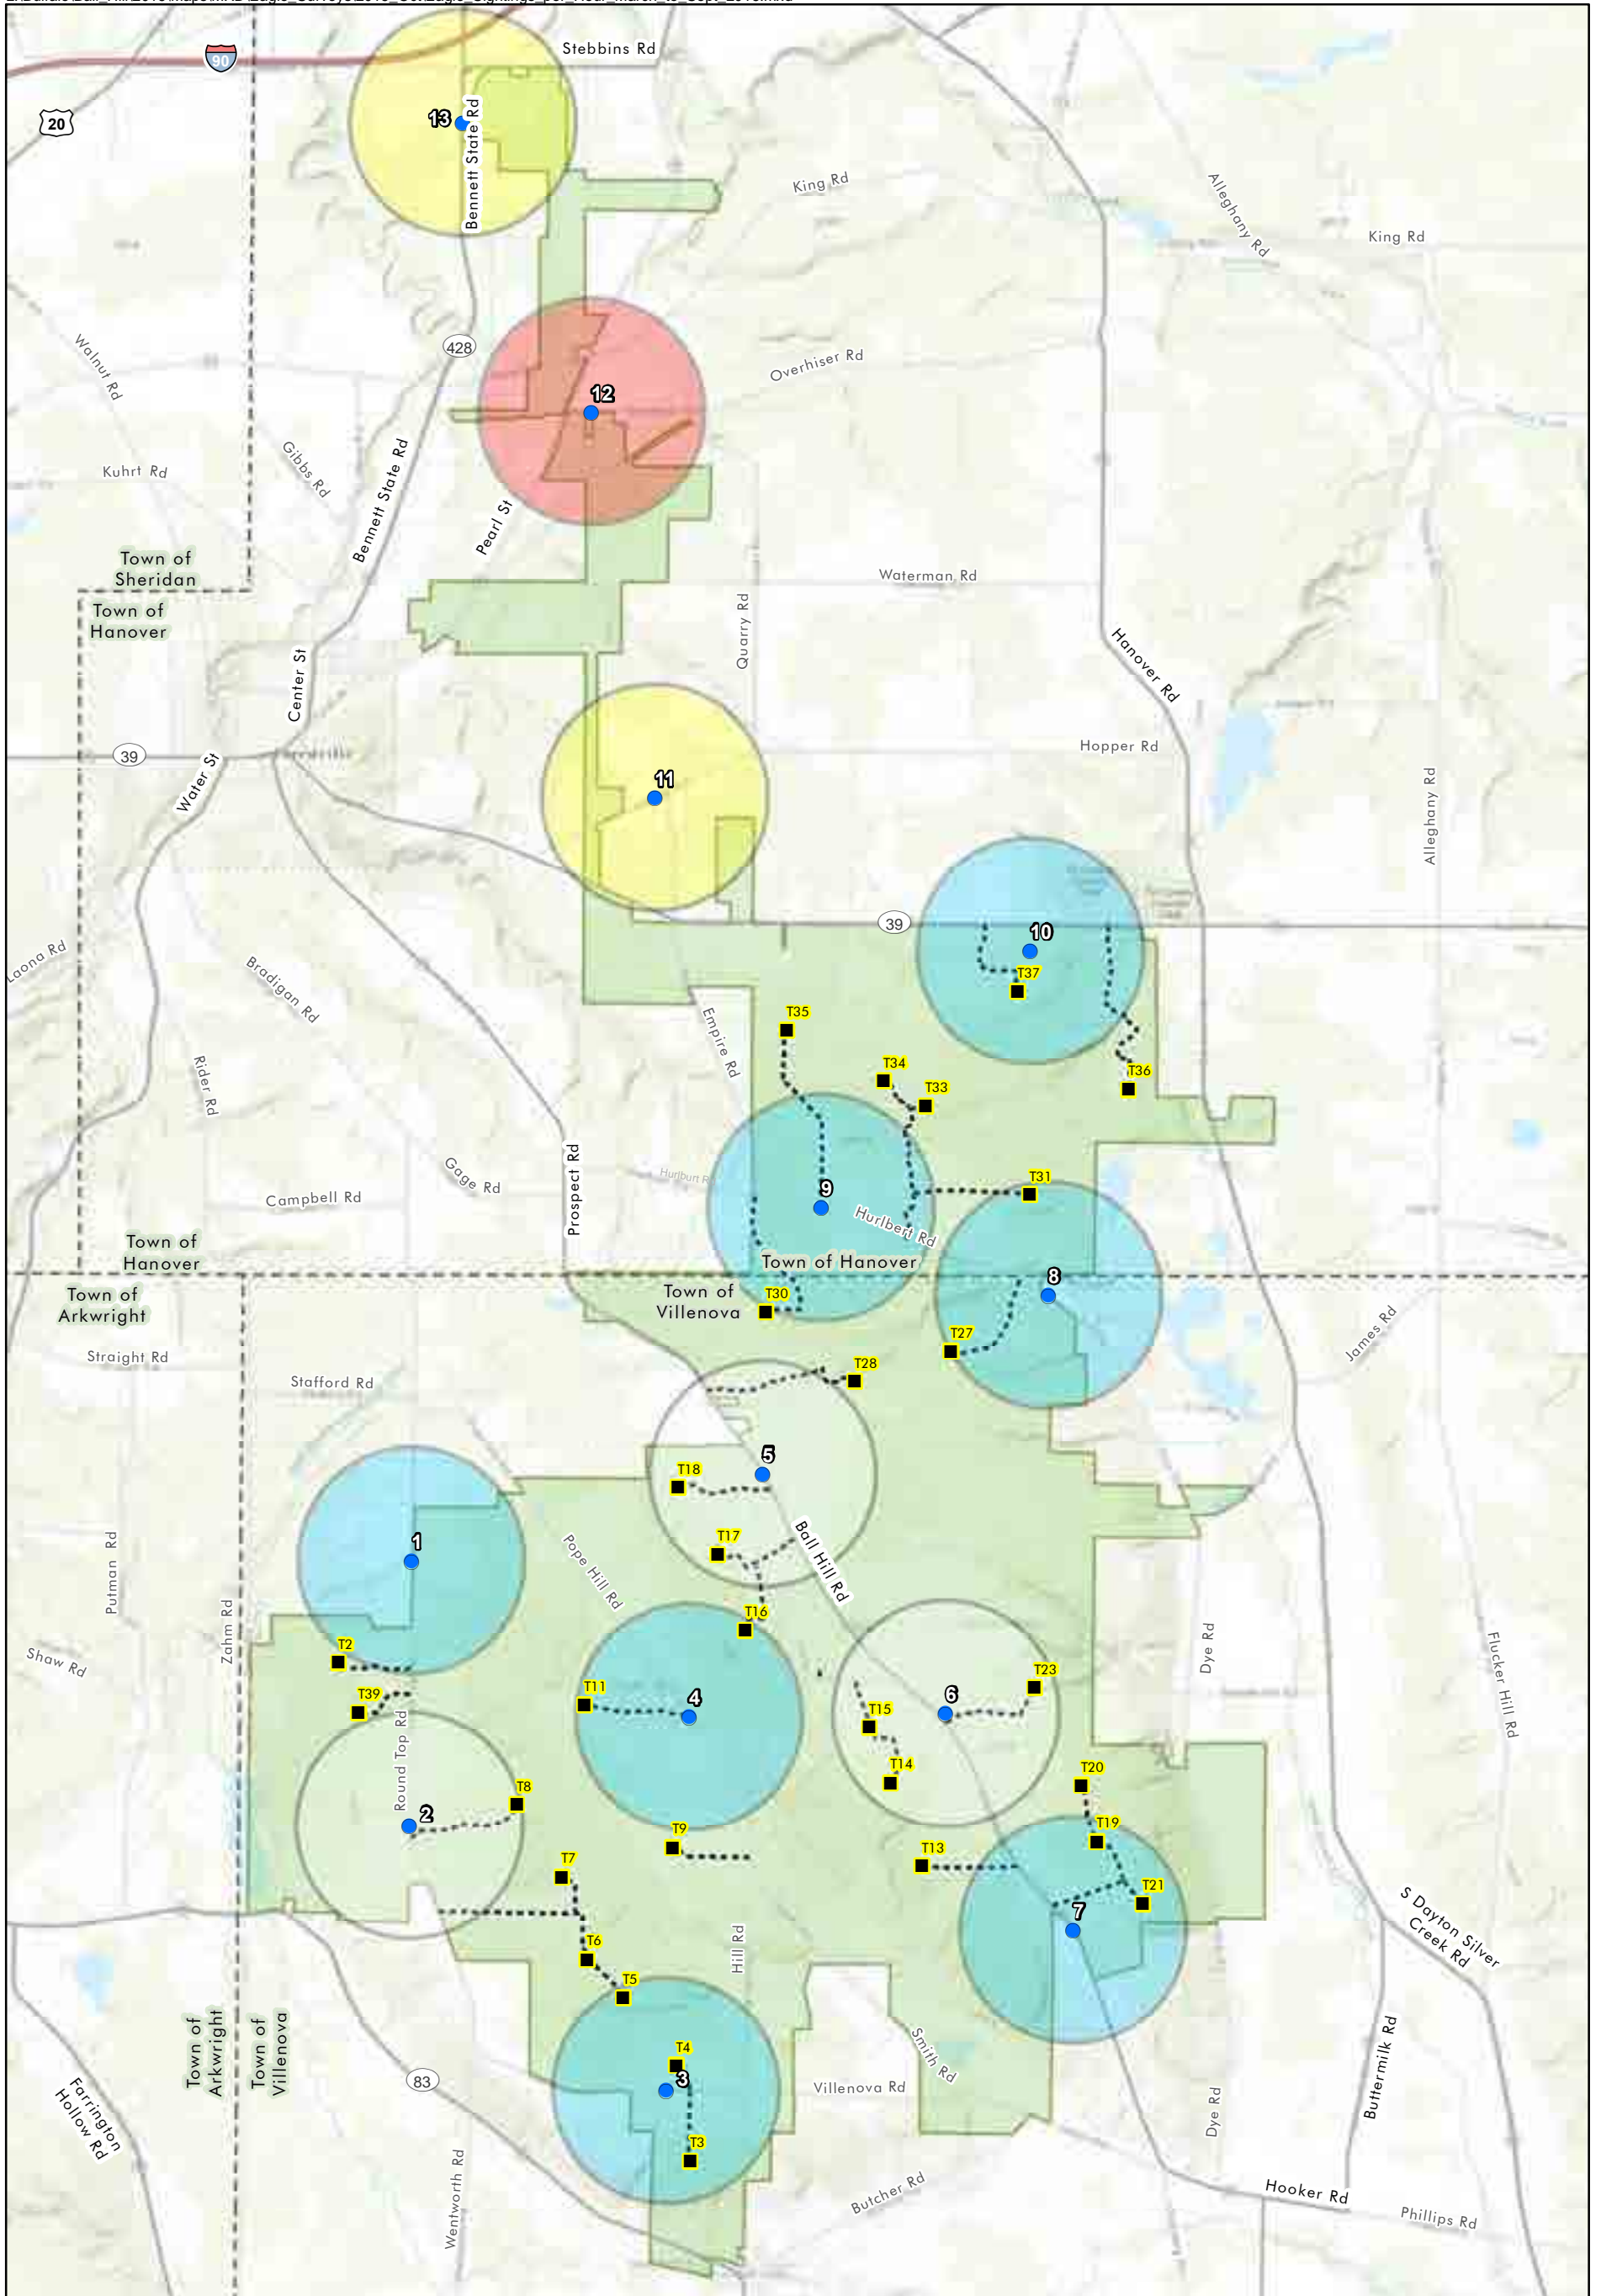 Stebbins Rd
90
20
13
Bennett State Rd
King Rd
Alleghany Rd
King Rd
428
Walnut Rd
Overhiser Rd
12
Kuhrt Rd
Gibbs Rd
Bennett State Rd
Pearl St
Town of
Sheridan
Town of
Hanover
Waterman Rd
Quarry Rd
Hanover Rd
Center St
39
Water St
Hopper Rd
11
Alleghany Rd
39
10
T37
Laona Rd
Bradigan Rd
Empire Rd
T35
T34
T33
T36
Rider Rd
Gage Rd
Campbell Rd
Prospect Rd
Hurlburt R
9
Hurlbert Rd
T31
Town of
Hanover
Town of Hanover
8
Town of
Arkwright
Town of
Villenova
T30
T27
James Rd
Straight Rd
Stafford Rd
T28
5
T18
1
T17
Ball Hill Rd
Pope Hill Rd
Putman Rd
Zahm Rd
T16
Shaw Rd
T2
T39
T11
4
6
T23
T15
T14
Dye Rd
Flucker Hill Rd
Round Top Rd
2
T8
T20
T19
T9
T13
T7
T21
7
T6
T5
Hill Rd
S Dayton Silver
Creek Rd
Town of
Arkwright
Town of
Villenova
83
T4
3
T3
Smith Rd
Villenova Rd
Dye Rd
Buttermilk Rd
Farrington
Hollow Rd
Wentworth Rd
Butcher Rd
Hooker Rd
Phillips Rd